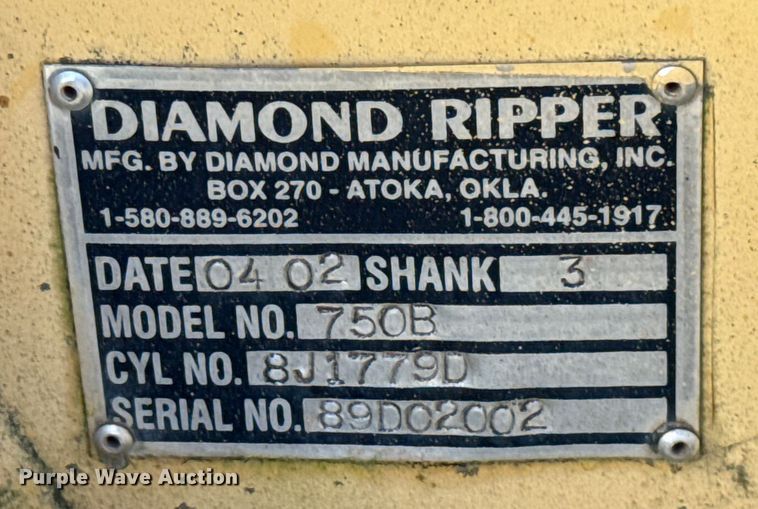 DIAMOND RIPPER
MFG. BY DIAMOND MANUFACTURING, INC.
BOX 270 - ATOKA, OKLA.
1-580-889-6202 1-800-445-1917
DATE 04 02 SHANK 3
MODEL NO. 750B
CYL NO. 8J1779D
SERIAL NO. 89D02002
Purple Wave Auction